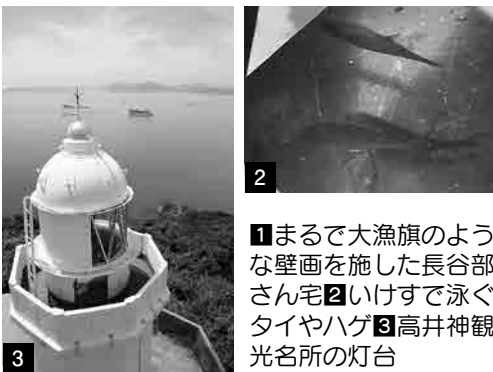 2
3
1まるで大漁旗のよう
な壁画を施した長谷部
さん宅2いけすで泳ぐ
タイやハゲ3高井神観
光名所の灯台